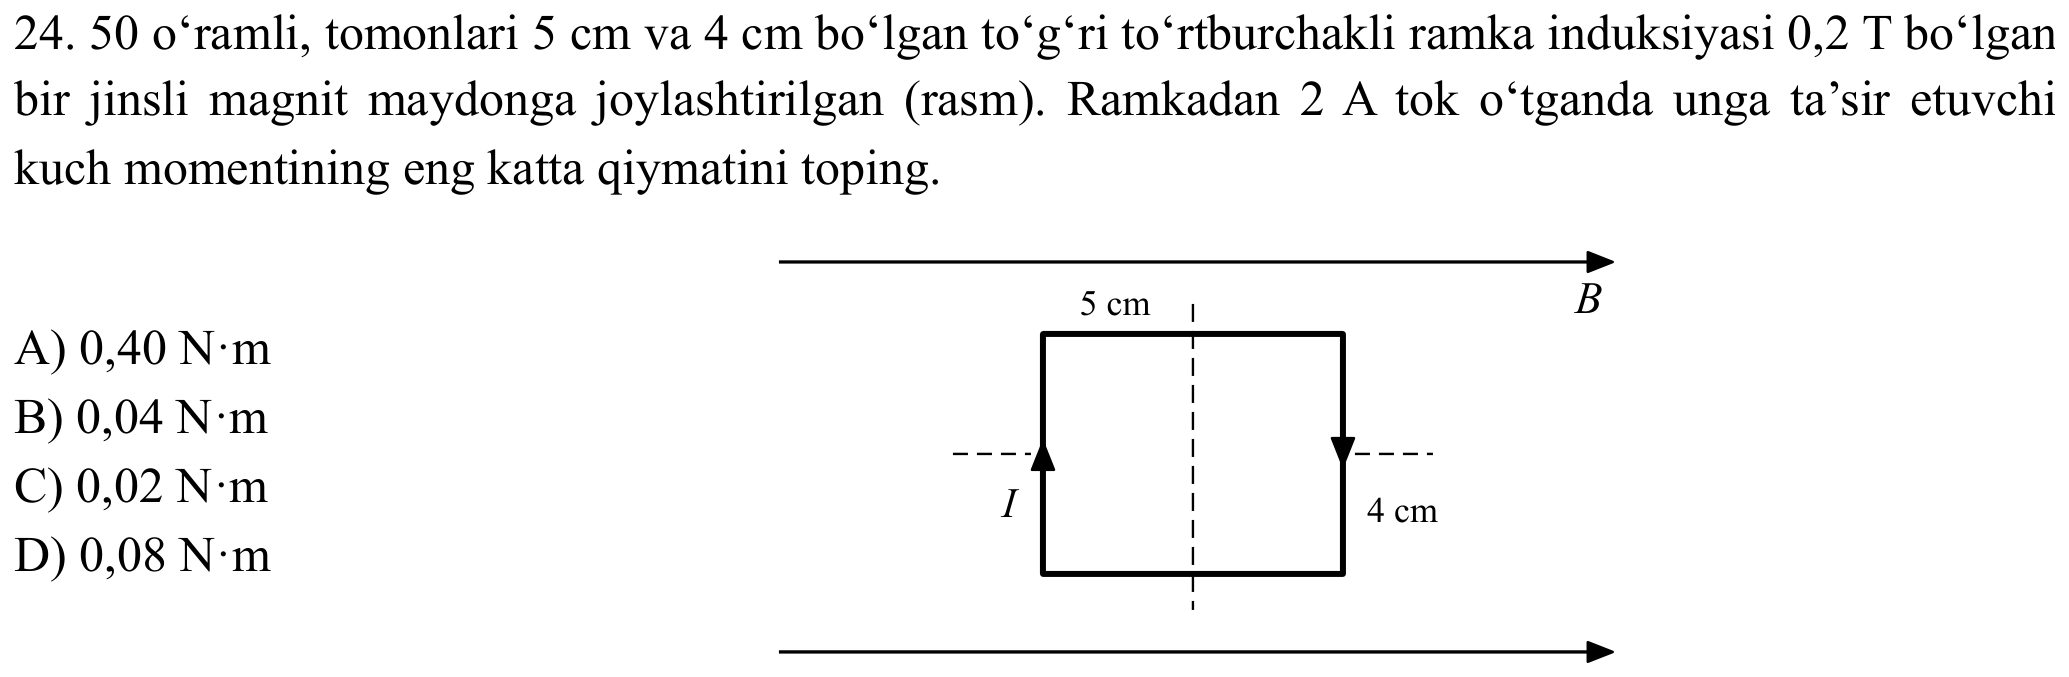 24. 50 o‘ramli, tomonlari 5 cm va 4 cm bo‘lgan to‘g‘ri to‘rtburchakli ramka induksiyasi 0,2 T bo‘lgan
bir jinsli magnit maydonga joylashtirilgan (rasm). Ramkadan 2 A tok o‘tganda unga ta’sir etuvchi
kuch momentining eng katta qiymatini toping.
B
5 cm
A) 0,40 N·m
B) 0,04 N·m
C) 0,02 N·m
D) 0,08 N·m
I
4 cm